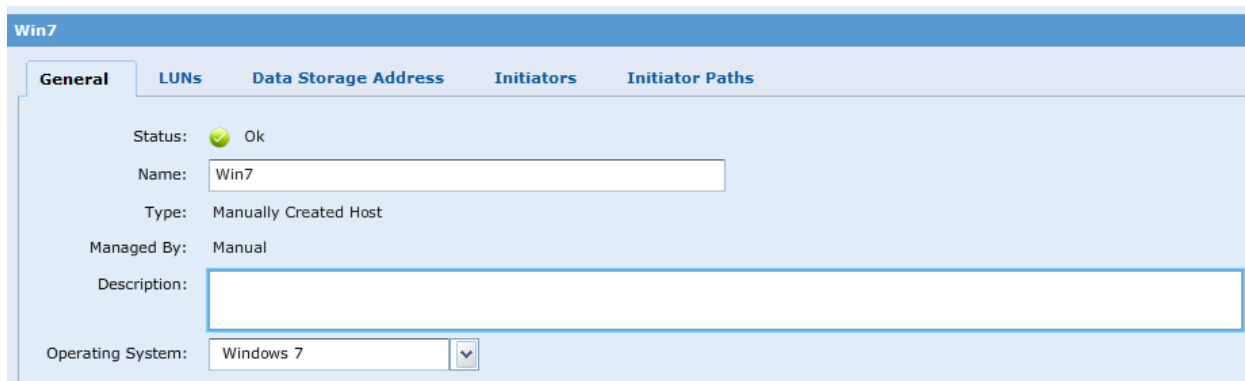 Win7
General LUNs Data Storage Address Initiators Initiator Paths
Status: Ok
Name: Win7
Type: Manually Created Host
Managed By: Manual
Description:
Operating System: Windows 7